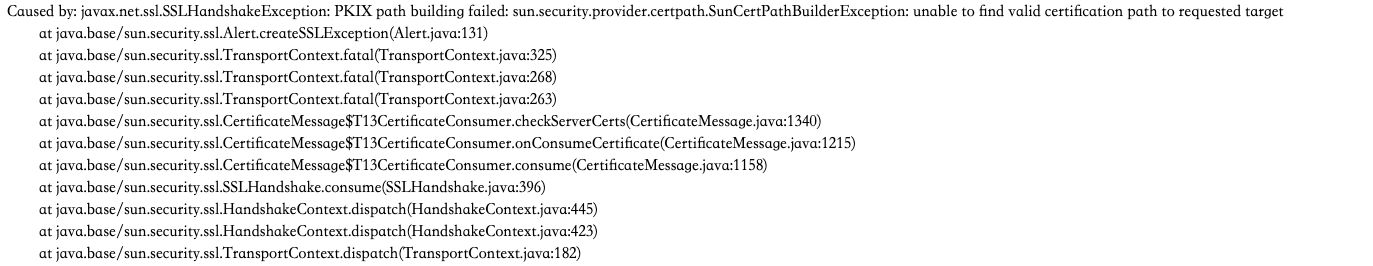 Caused by: javax.net.ssl.SSLHandshakeException: PKIX path building failed: sun.security.provider.certpath.SunCertPathBuilderException: unable to find valid certification path to requested target
at java.base/sun.security.ssl.Alert.createSSLException(Alert.java:131)
at java.base/sun.security.ssl.TransportContext.fatal(TransportContext.java:325)
at java.base/sun.security.ssl.TransportContext.fatal(TransportContext.java:268)
at java.base/sun.security.ssl.TransportContext.fatal(TransportContext.java:263)
at java.base/sun.security.ssl.CertificateMessage$T13CertificateConsumer.checkServerCerts(CertificateMessage.java:1340)
at java.base/sun.security.ssl.CertificateMessage$T13CertificateConsumer.onConsumeCertificate(CertificateMessage.java:1215)
at java.base/sun.security.ssl.CertificateMessage$T13CertificateConsumer.consume(CertificateMessage.java:1158)
at java.base/sun.security.ssl.SSLHandshake.consume(SSLHandshake.java:396)
at java.base/sun.security.ssl.HandshakeContext.dispatch(HandshakeContext.java:445)
at java.base/sun.security.ssl.HandshakeContext.dispatch(HandshakeContext.java:423)
at java.base/sun.security.ssl.TransportContext.dispatch(TransportContext.java:182)